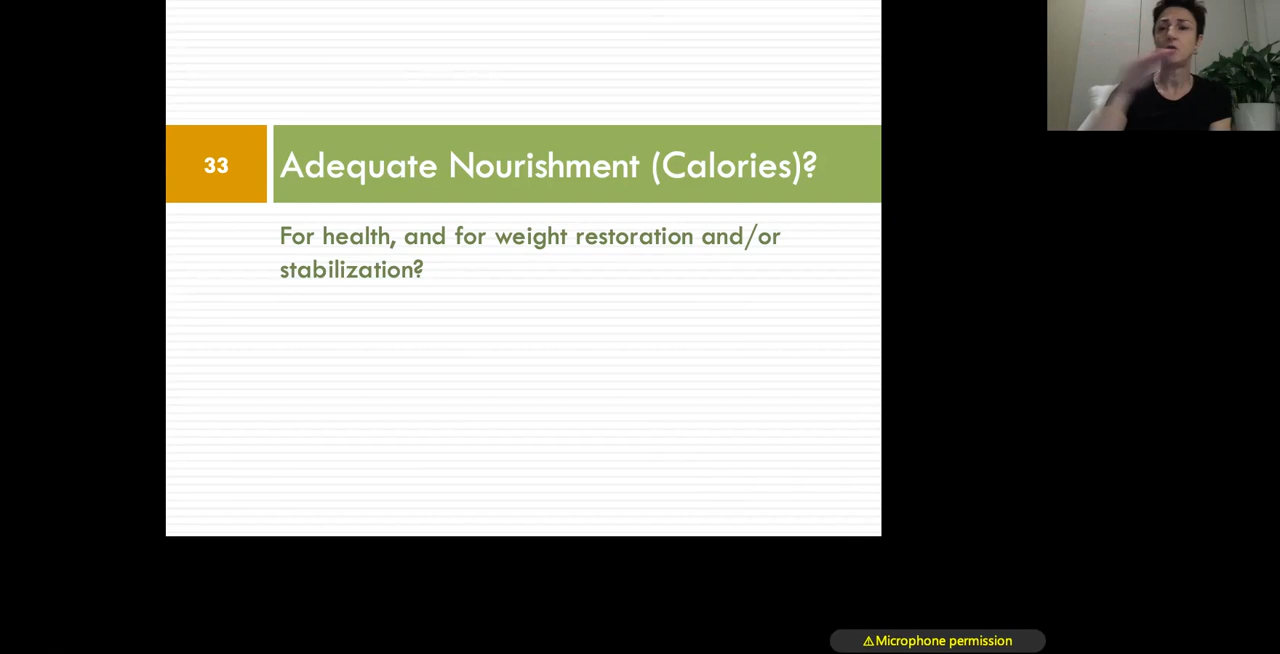 33
Adequate Nourishment (Calories)?
For health, and for weight restoration and/or
stabilization?
⚠Microphone permission